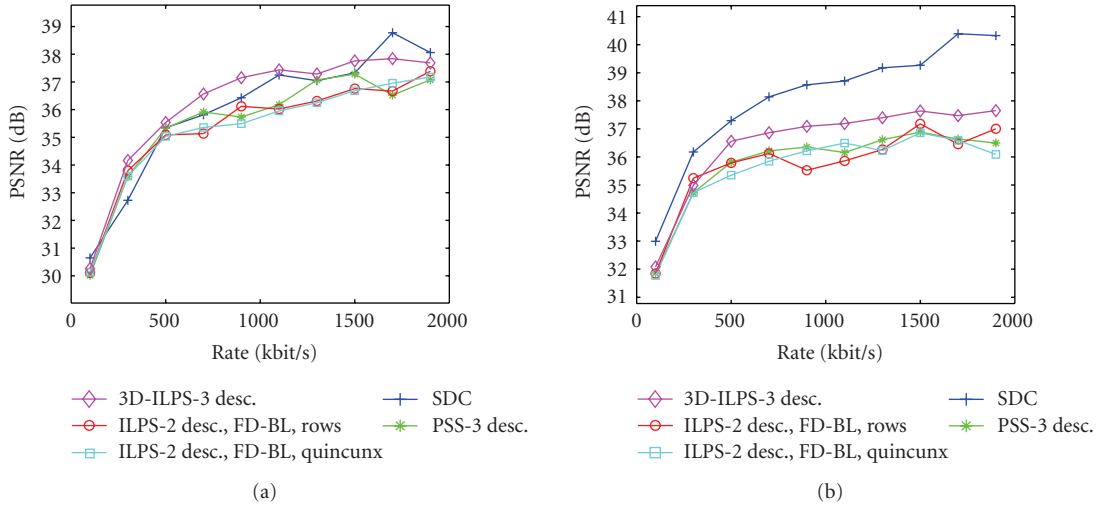 39
38
37
36
35
34
33
32
31
30
PSNR (dB)
0
500
1000
1500
2000
Rate (kbit/s)
3D-ILPS-3 desc.
ILPS-2 desc., FD-BL, rows
ILPS-2 desc., FD-BL, quincunx
SDC
PSS-3 desc.
(a)
41
40
39
38
37
36
35
34
33
32
31
PSNR (dB)
0
500
1000
1500
2000
Rate (kbit/s)
3D-ILPS-3 desc.
ILPS-2 desc., FD-BL, rows
ILPS-2 desc., FD-BL, quincunx
SDC
PSS-3 desc.
(b)